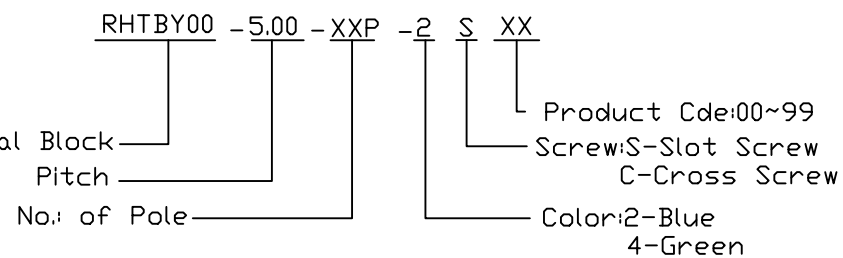 RHTBY00 -5.00-XXP -2 S XX
Product Cde:00~99
al Block
Screw:S-Slot Screw
Pitch
C-Cross Screw
No.: of Pole
Color:2-Blue
4-Green